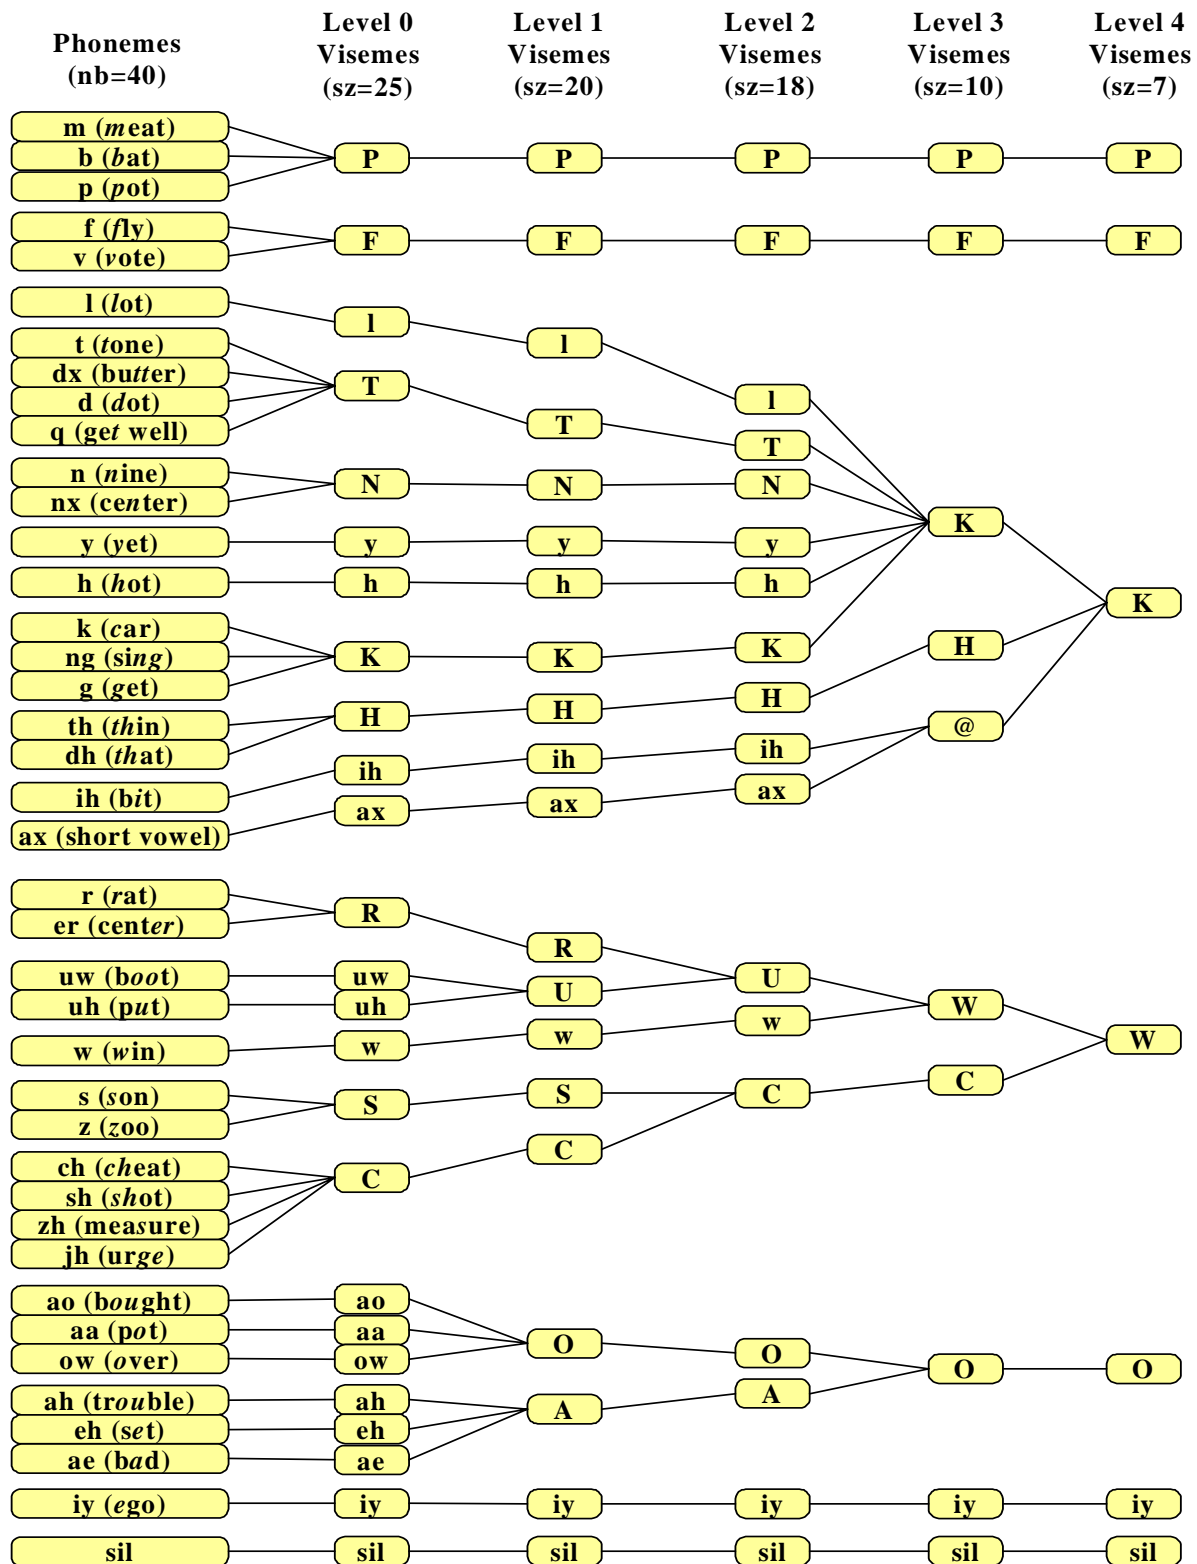 Phonemes
(nb=40)
Level 0
Visemes
(sz=25)
Level 1
Visemes
(sz=20)
Level 2
Visemes
(sz=18)
Level 3
Visemes
(sz=10)
Level 4
Visemes
(sz=7)
m (meat)
b (bat)
p (pot)
P P P P P
f (fly)
v (vote)
F F F F F
l (lot)
l l l
t (tone)
dx (butter)
d (dot)
q (get well)
T T T
n (nine)
nx (center)
N N N
K
y (yet)
y y y
h (hot)
h h h
K
k (car)
ng (sing)
g (get)
K K K
th (thin)
dh (that)
H H H H
ih (bit)
ih ih ih
@
ax (short vowel)
ax ax ax
r (rat)
er (center)
R R
uw (boot)
uw
uh (put)
uh
U U
W
w (win)
w w w
W
s (son)
z (zoo)
S S
C C
ch (cheat)
sh (shot)
zh (measure)
jh (urge)
C C
ao (bought)
ao
aa (pot)
aa
ow (over)
ow
O O O O
ah (trouble)
ah
eh (set)
eh
ae (bad)
ae
A A
iy (ego)
iy iy iy iy iy
sil
sil sil sil sil sil